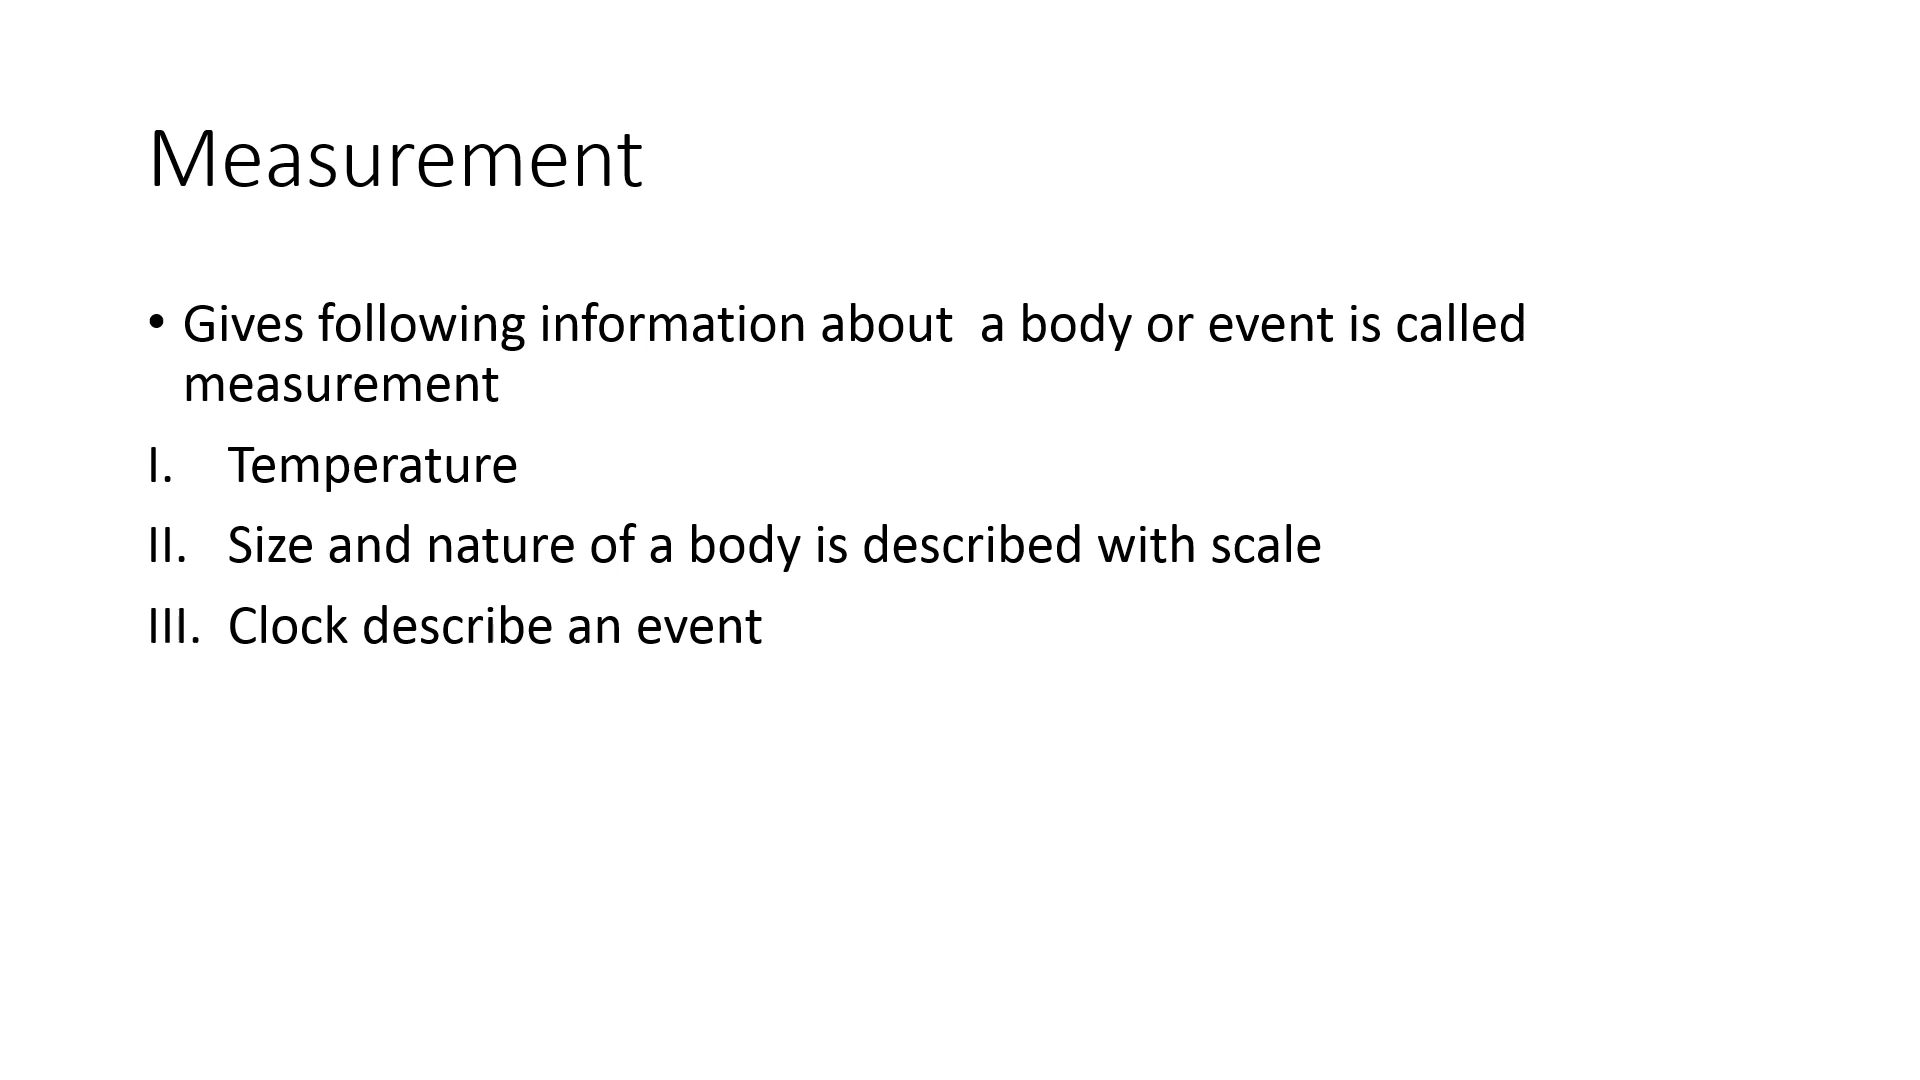 Measurement
• Gives following information about  a body or event is called
measurement
I. Temperature
II. Size and nature of a body is described with scale
III. Clock describe an event